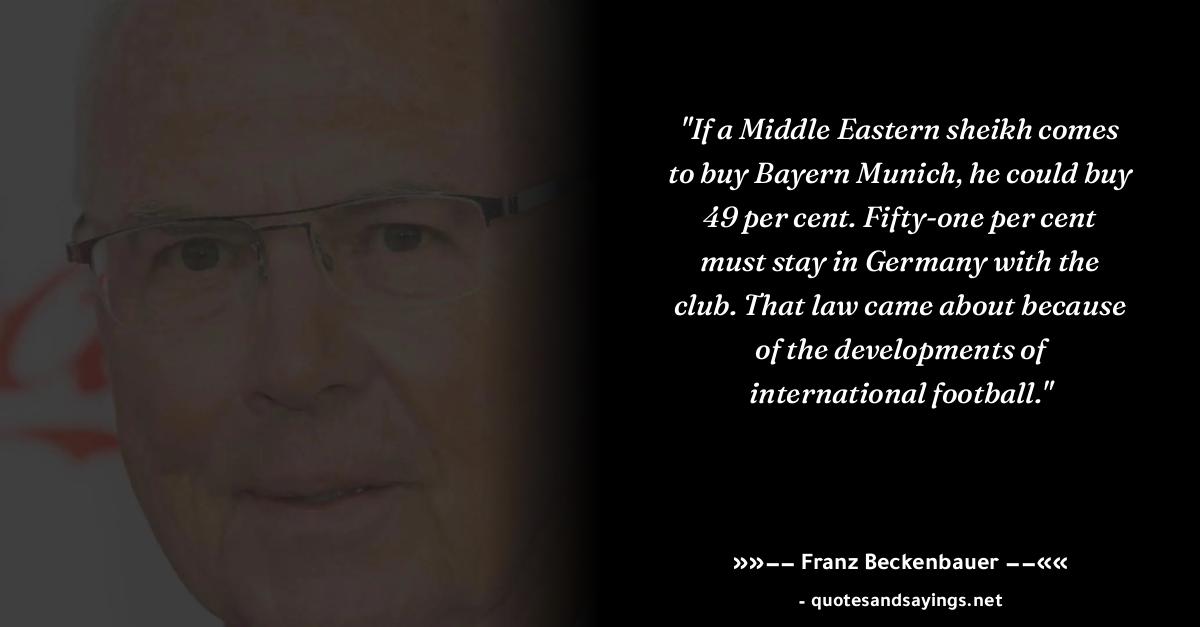 "If a Middle Eastern sheikh comes
to buy Bayern Munich, he could buy
49 per cent. Fifty-one per cent
must stay in Germany with the
club. That law came about because
of the developments of
international football."
»»−− Franz Beckenbauer −−««
- quotesandsayings.net